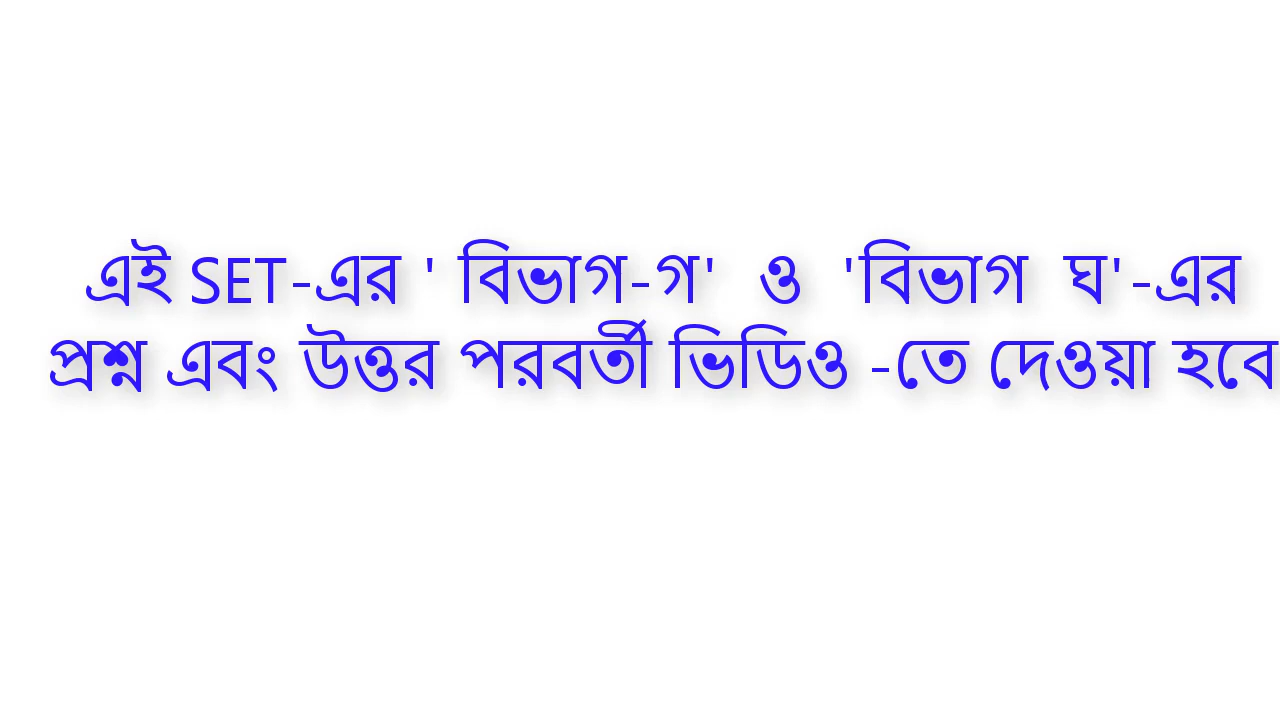 এই SET-এর ' বিভাগ-গ' ও 'বিভাগ ঘ'-এর
প্রশ্ন এবং উত্তর পরবর্তী ভিডিও -তে দেওয়া হবে